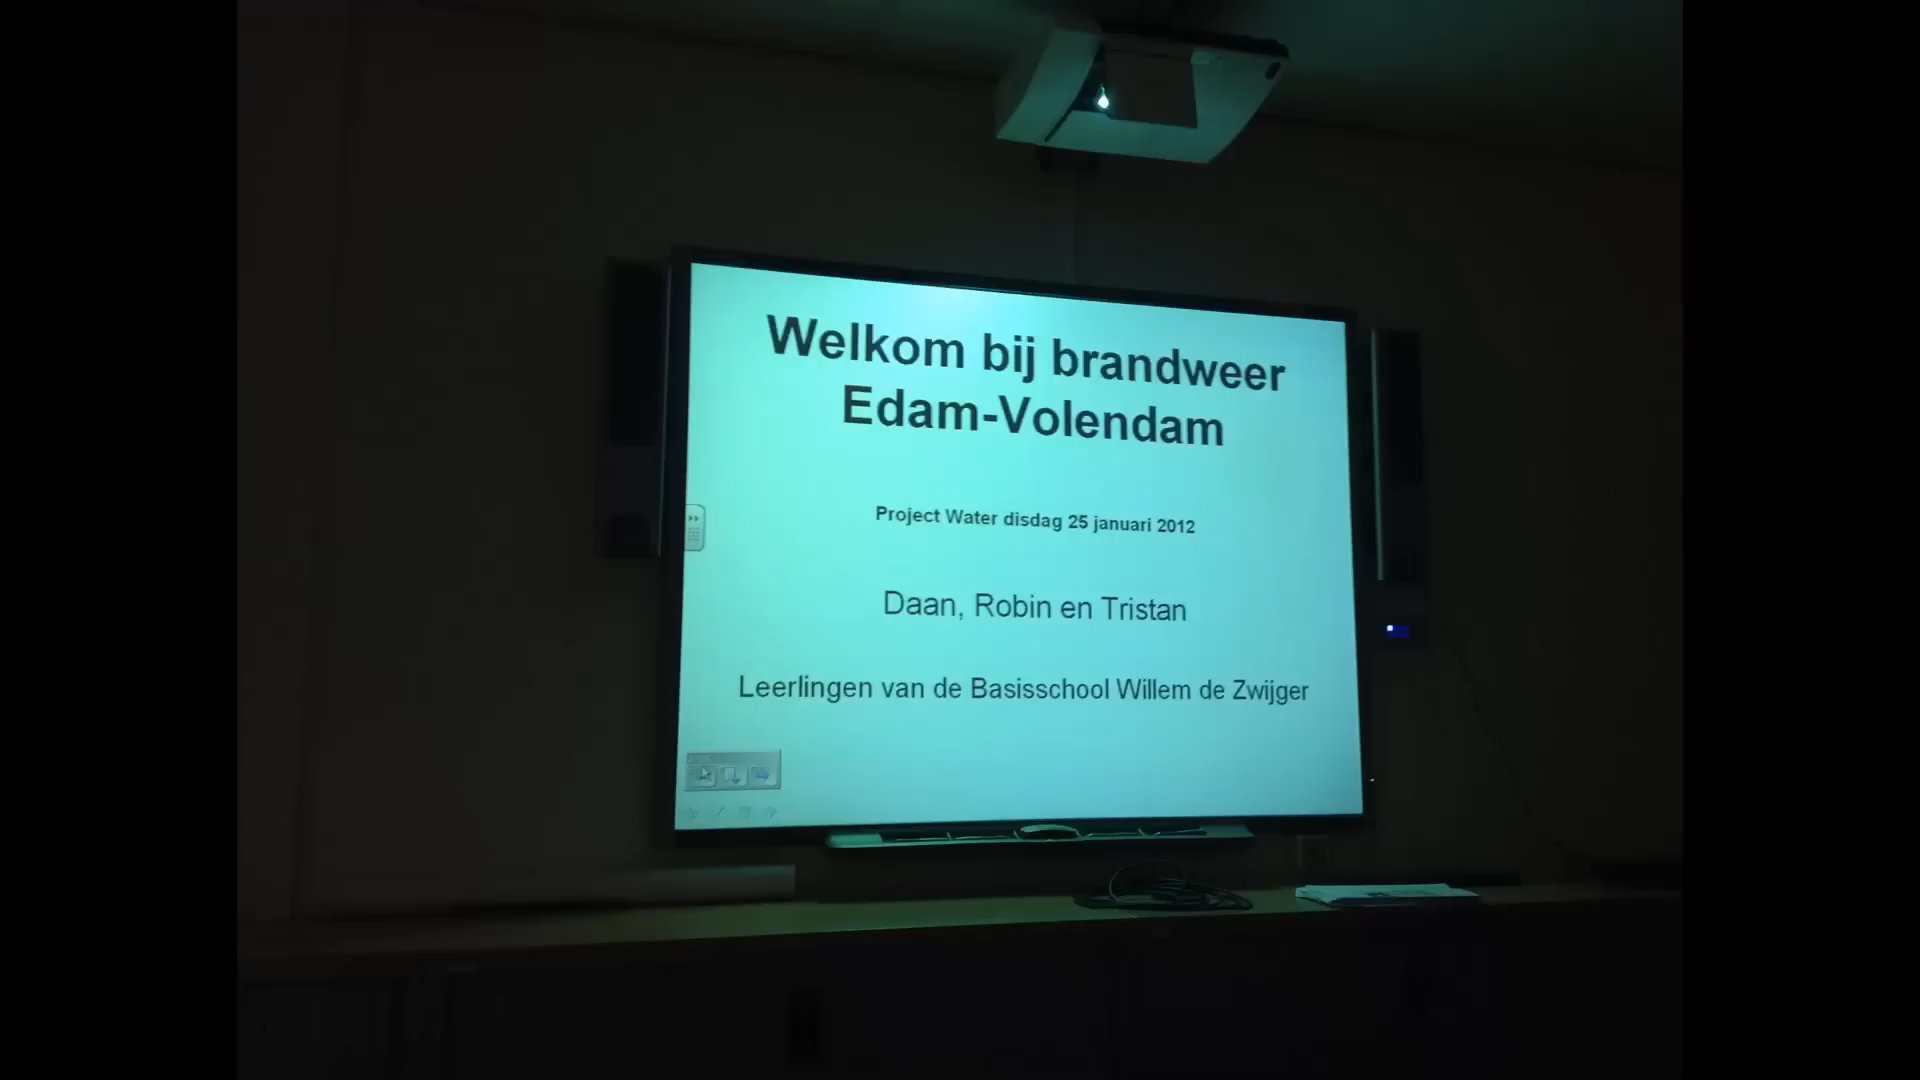 Welkom bij brandweer
Edam-Volendam
Project Water disdag 25 januari 2012
Daan, Robin en Tristan
Leerlingen van de Basisschool Willem de Zwijger